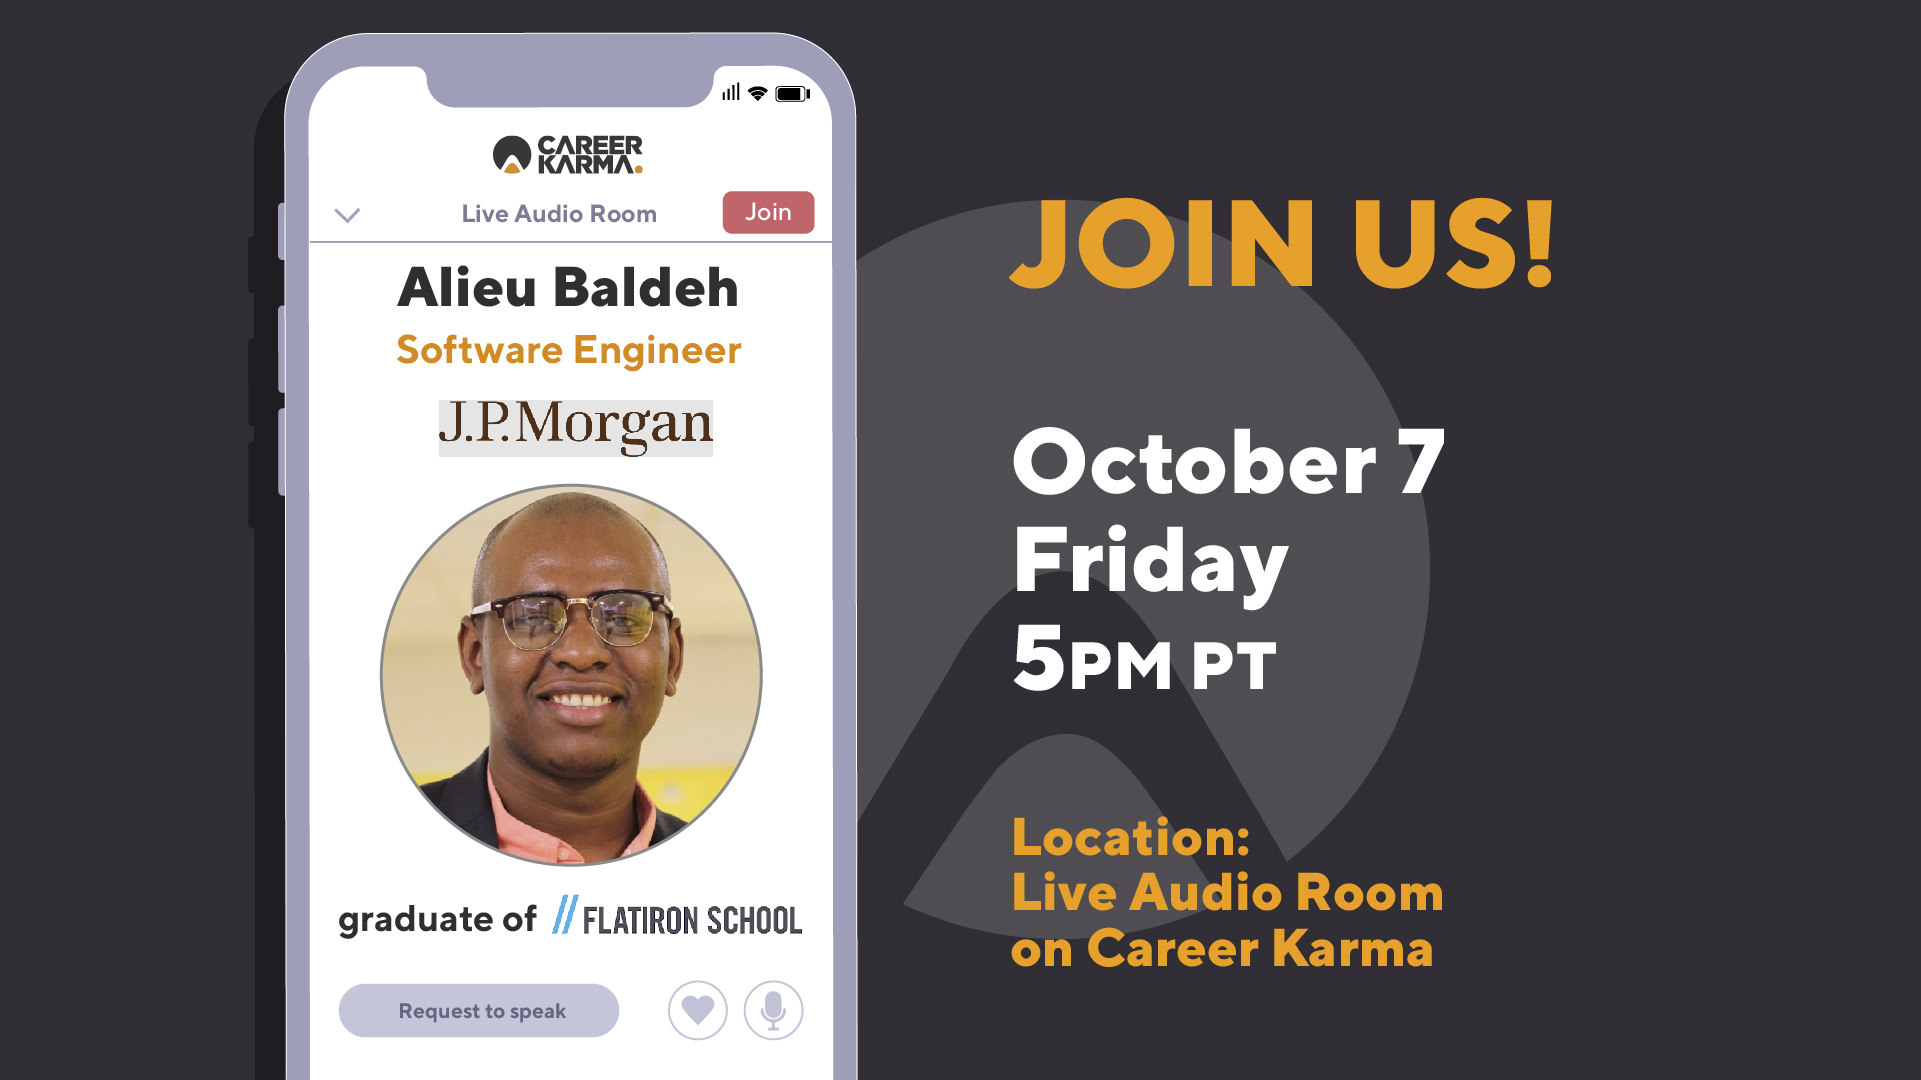 CAREER
KARMA.
Live Audio Room
Join
Alieu Baldeh
Software Engineer
J.P.Morgan
graduate of // FLATIRON SCHOOL
Request to speak
JOIN US!
October 7
Friday
5PM PT
Location:
Live Audio Room
on Career Karma